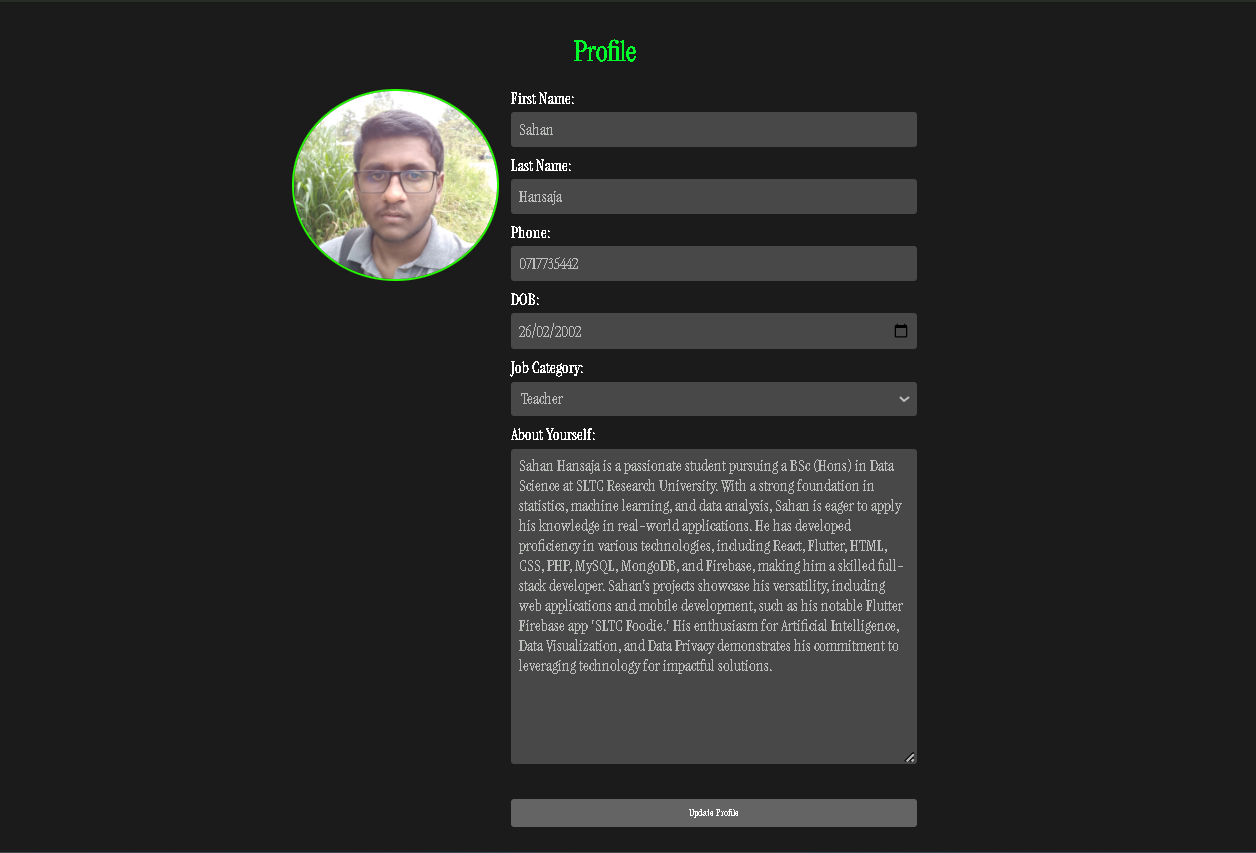 Profile
First Name:
Sahan
Last Name:
Hansaja
Phone:
0717735442
DOB:
26/02/2002
Job Category:
Teacher
About Yourself:
Sahan Hansaja is a passionate student pursuing a BSc (Hons) in Data
Science at SLTC Research University. With a strong foundation in
statistics, machine learning, and data analysis, Sahan is eager to apply
his knowledge in real-world applications. He has developed
proficiency in various technologies, including React, Flutter, HTML,
CSS, PHP, MySQL, MongoDB, and Firebase, making him a skilled full-
stack developer. Sahan's projects showcase his versatility, including
web applications and mobile development, such as his notable Flutter
Firebase app 'SLTC Foodie.' His enthusiasm for Artificial Intelligence,
Data Visualization, and Data Privacy demonstrates his commitment to
leveraging technology for impactful solutions.
Update Profile